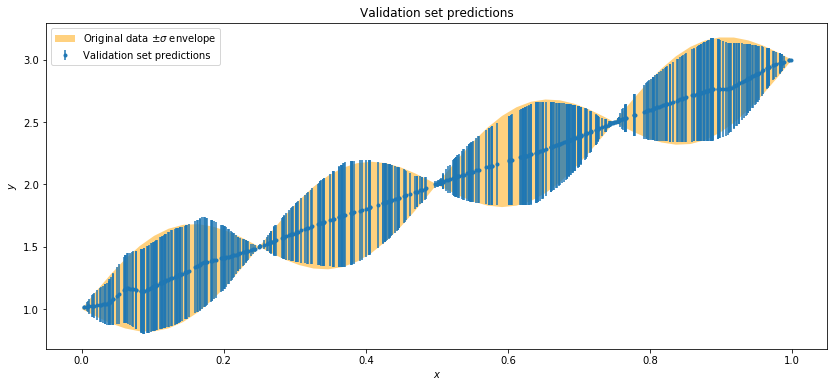 Validation set predictions
Original data ±σ envelope
Validation set predictions
y
3.0
2.5
2.0
1.5
1.0
0.0 0.2 0.4 0.6 0.8 1.0
x